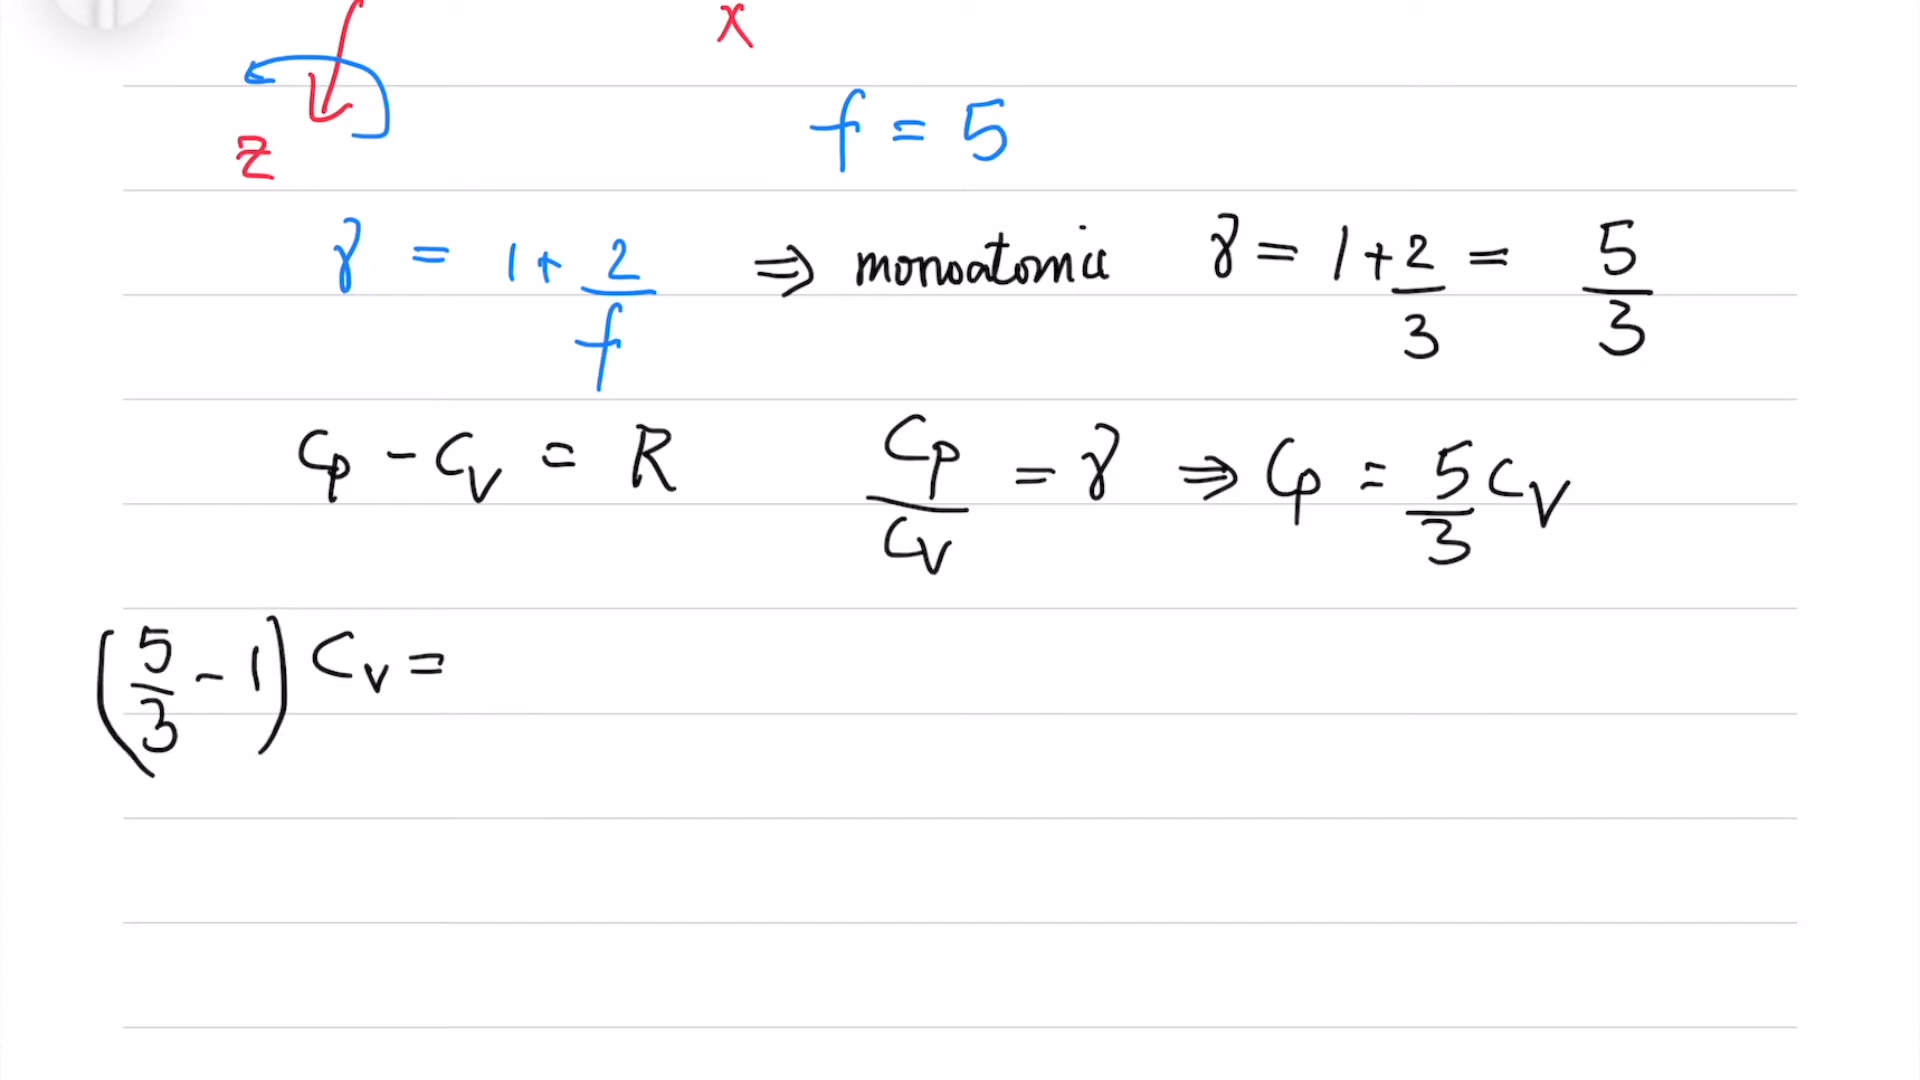 x
z
f = 5
γ = 1 + 2/f ⇒ monoatomic γ = 1 + 2/3 = 5/3
Cp - Cv = R Cp/Cv = γ ⇒ Cp = 5/3 Cv
(5/3 - 1) Cv =